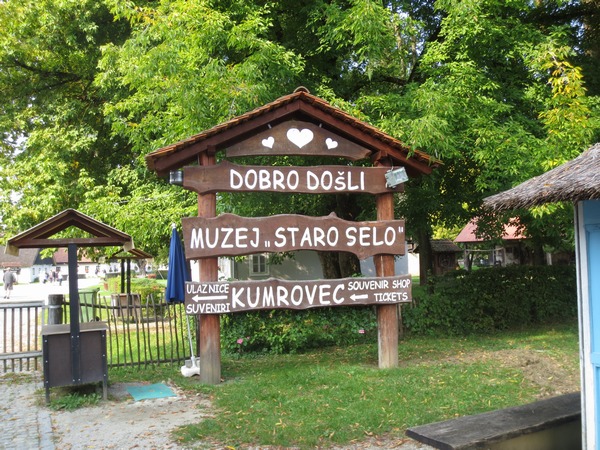 DOBRO DOŠLI
MUZEJ „STARO SELO"
ULAZNICE
SUVENIRI
KUMROVEC
SOUVENIR SHOP
TICKETS